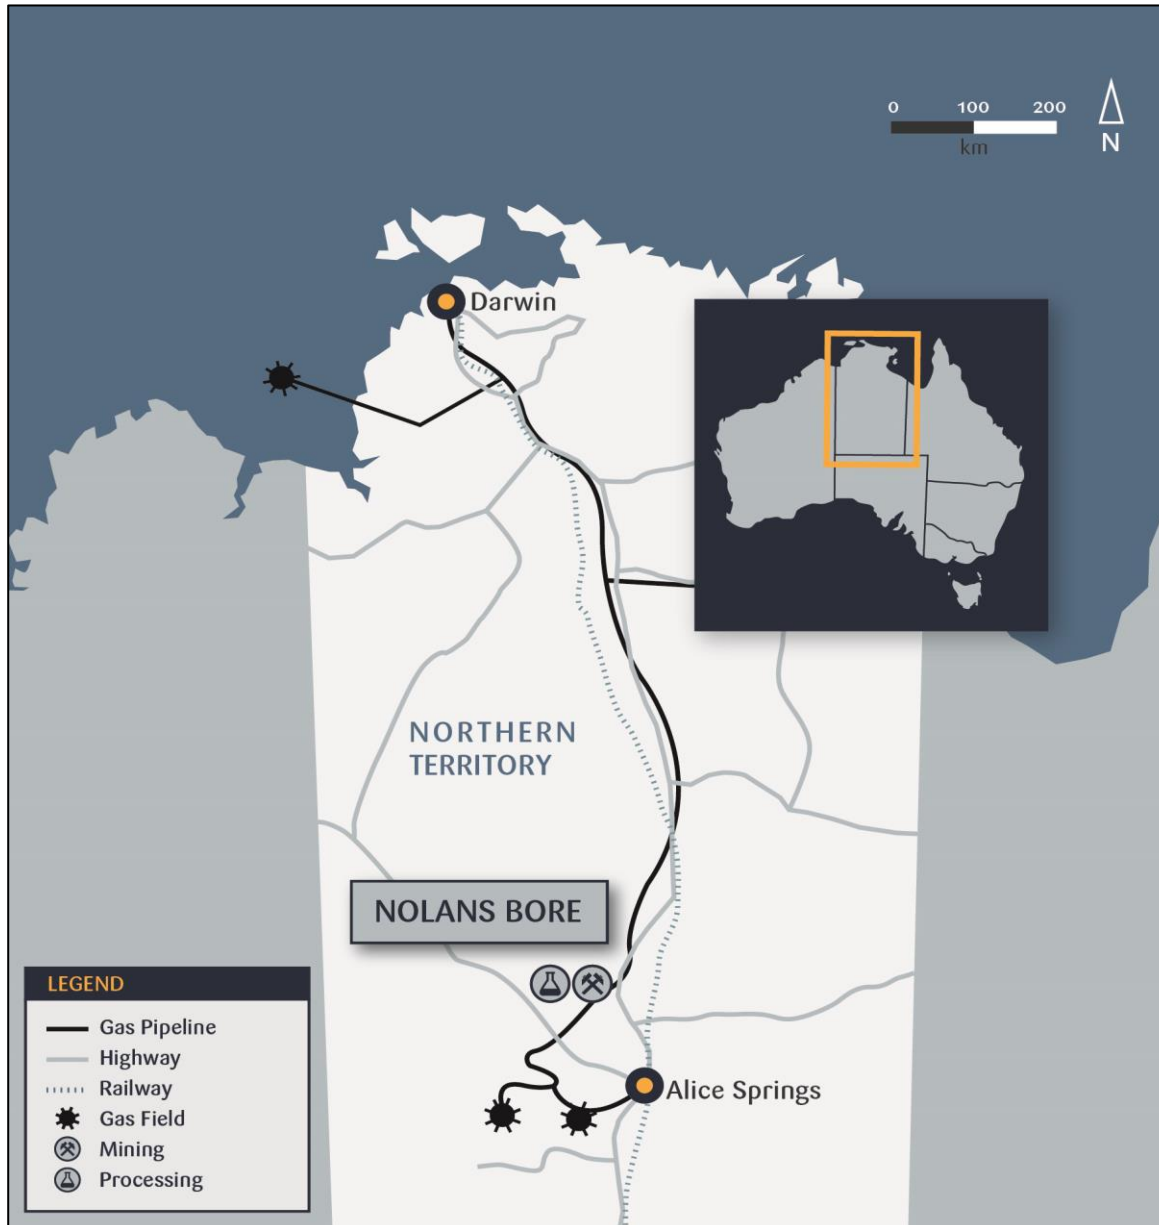 0 100 200
km
N
Darwin
NORTHERN
TERRITORY
NOLANS BORE
Alice Springs
LEGEND
Gas Pipeline
Highway
Railway
Gas Field
Mining
Processing